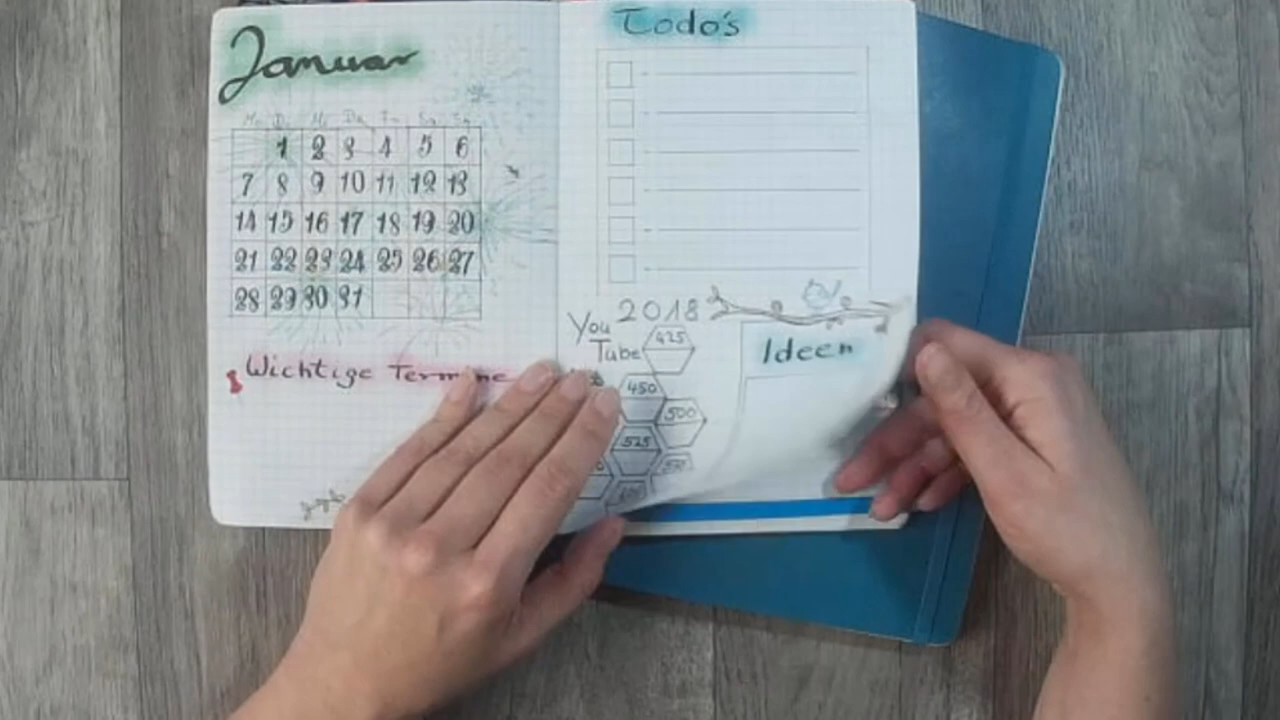 Januar
Mo Di Mi Do Fr Sa So
1 2 3 4 5 6
7 8 9 10 11 12 13
14 15 16 17 18 19 20
21 22 23 24 25 26 27
28 29 30 31
Wichtige Termine
Todo's
2018
You
Tube
425
450
500
525
550
600
Ideen